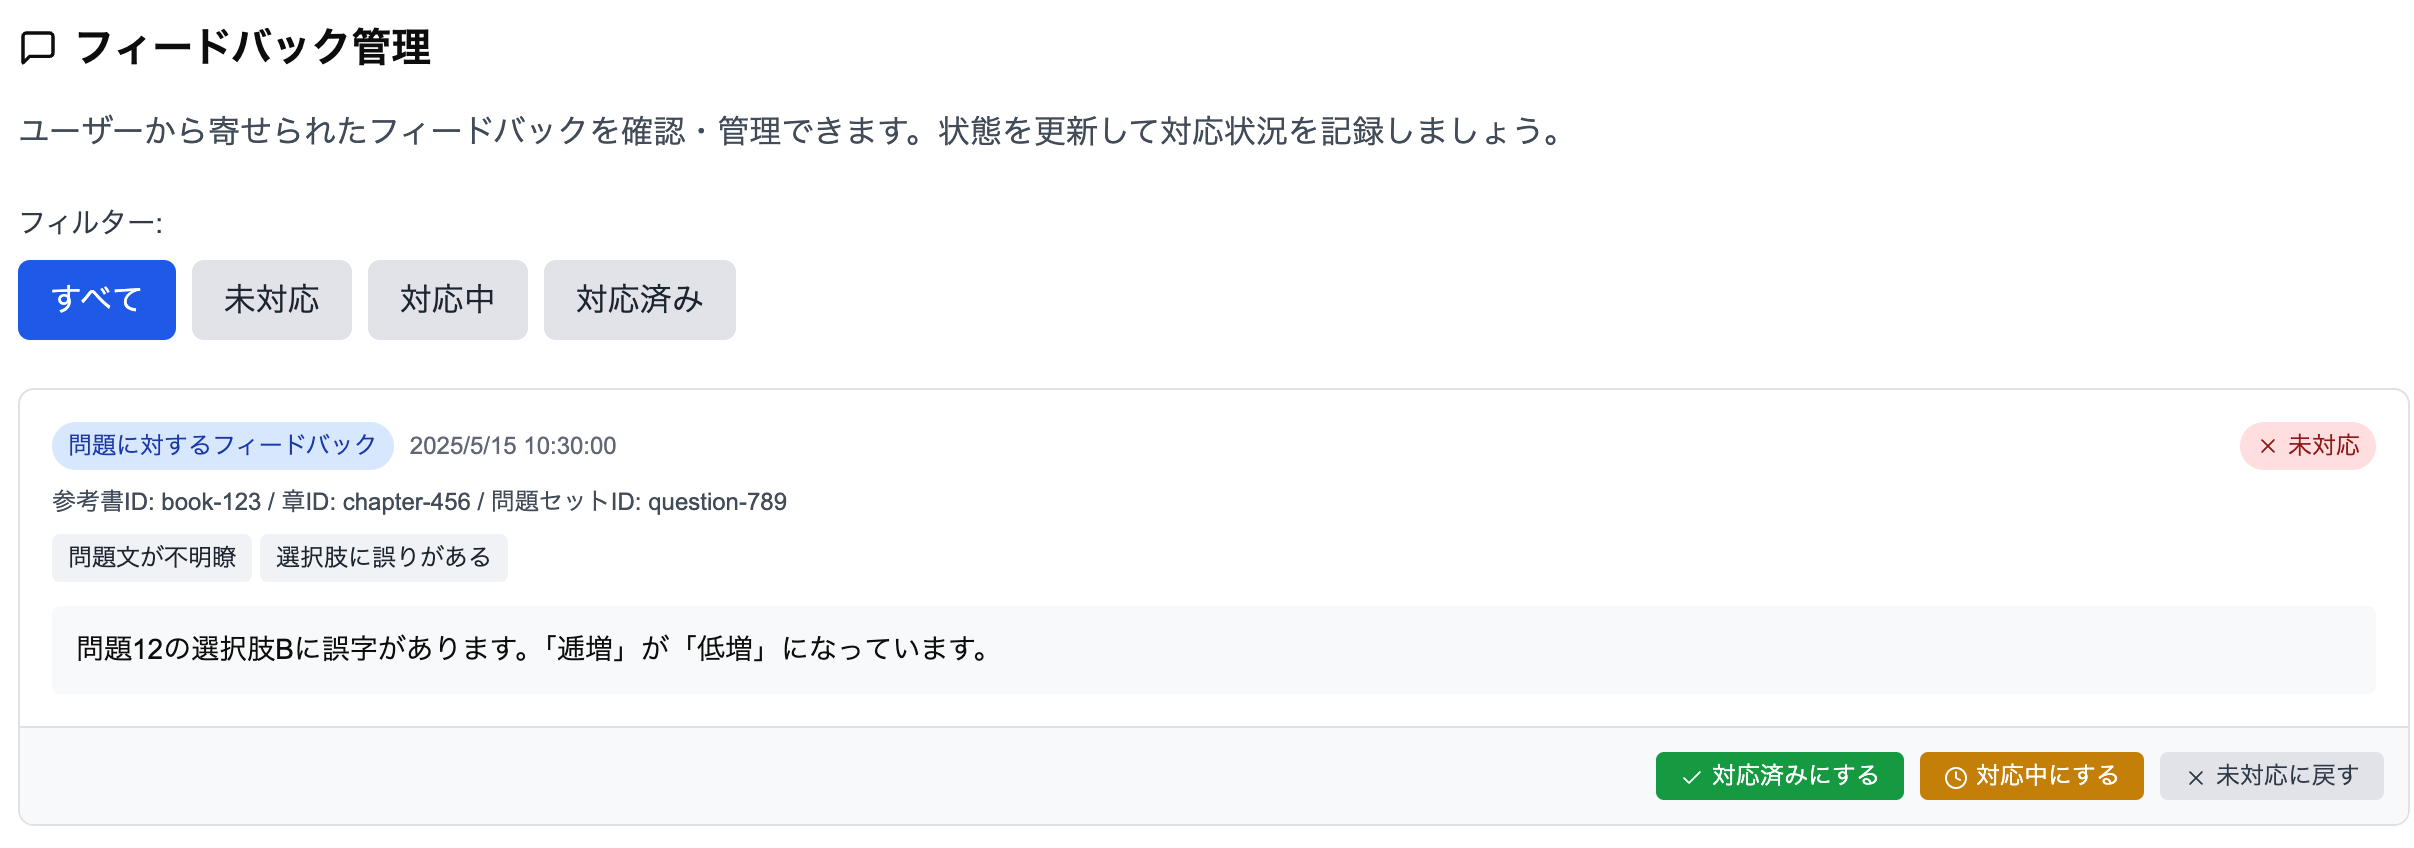 フィードバック管理
ユーザーから寄せられたフィードバックを確認・管理できます。状態を更新して対応状況を記録しましょう。
フィルター:
すべて 未対応 対応中 対応済み
問題に対するフィードバック 2025/5/15 10:30:00 未対応
参考書ID: book-123 / 章ID: chapter-456 / 問題セットID: question-789
問題文が不明瞭 選択肢に誤りがある
問題12の選択肢Bに誤字があります。「逓増」が「低増」になっています。
対応済みにする 対応中にする 未対応に戻す